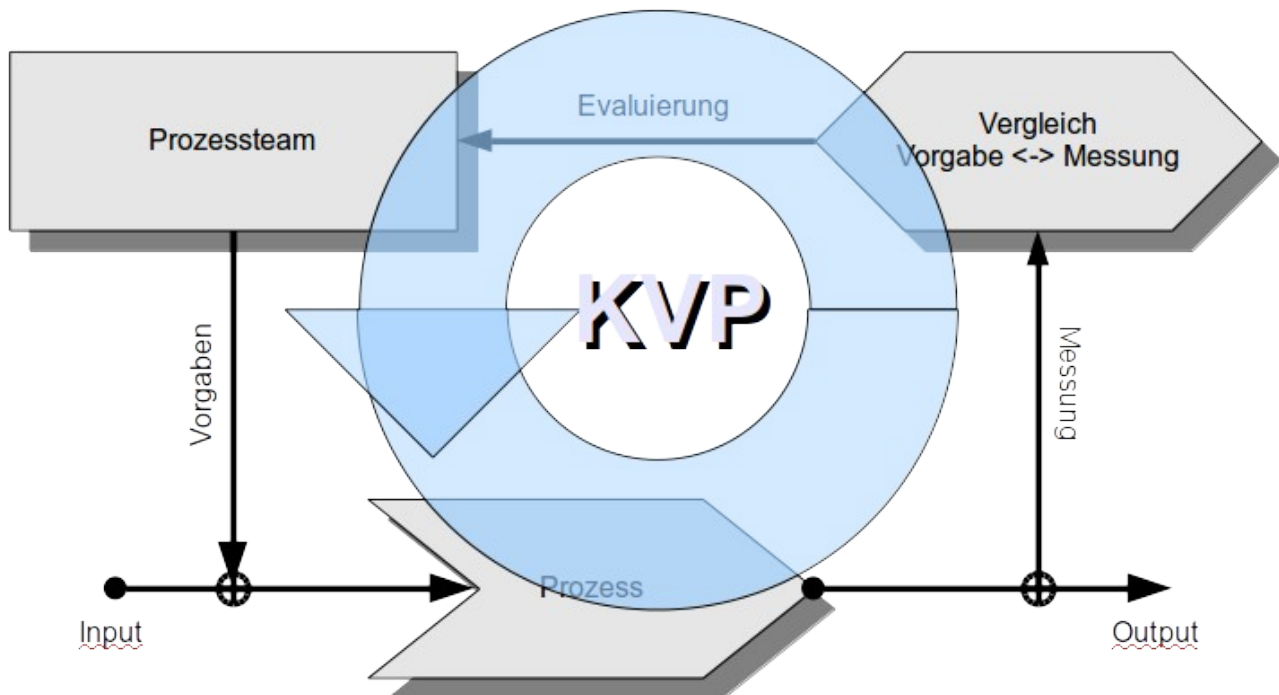 Evaluierung
Prozessteam
Vergleich
Vorgabe <-> Messung
KVP
Vorgaben
Messung
Prozess
Input
Output